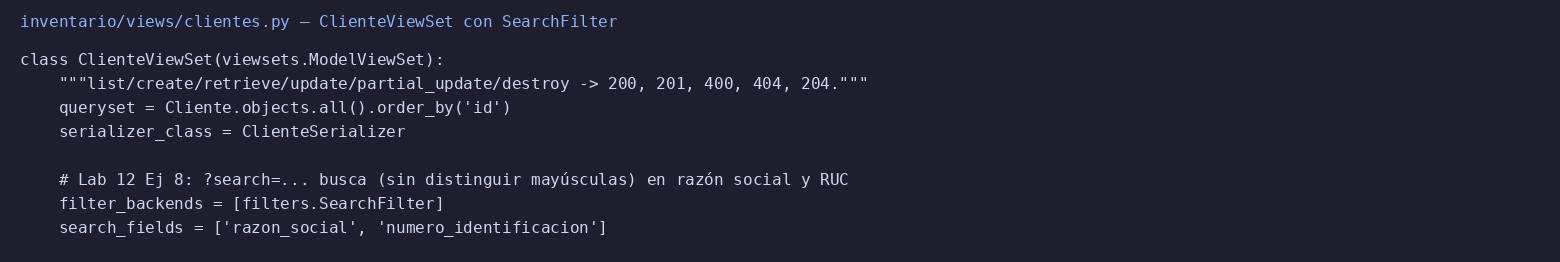 inventario/views/clientes.py — ClienteViewSet con SearchFilter
class ClienteViewSet(viewsets.ModelViewSet):
    """list/create/retrieve/update/partial_update/destroy -> 200, 201, 400, 404, 204."""
    queryset = Cliente.objects.all().order_by('id')
    serializer_class = ClienteSerializer

    # Lab 12 Ej 8: ?search=... busca (sin distinguir mayúsculas) en razón social y RUC
    filter_backends = [filters.SearchFilter]
    search_fields = ['razon_social', 'numero_identificacion']